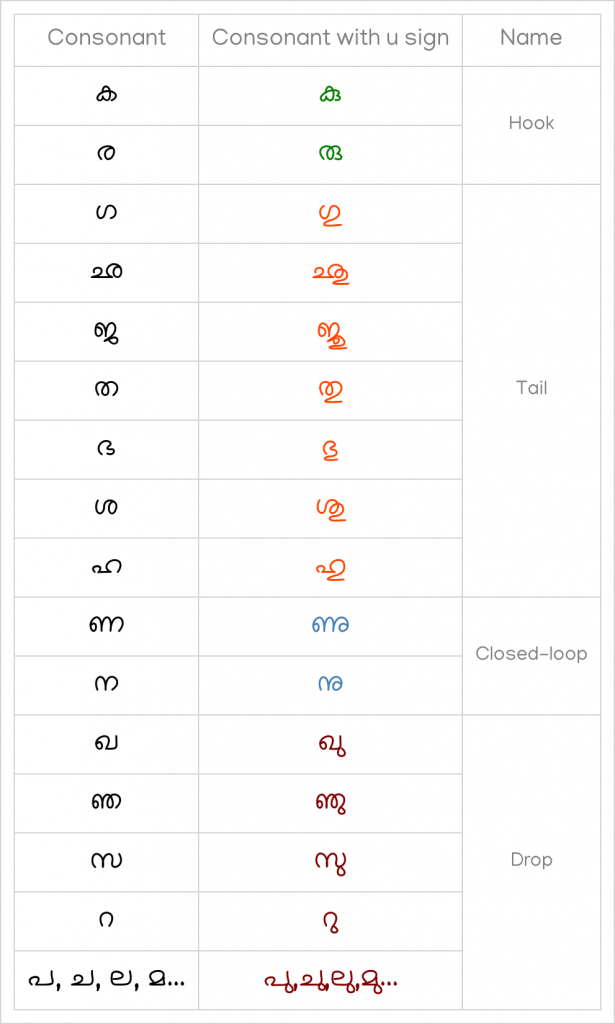 Consonant Consonant with u sign Name
ക കു
Hook
ര രു
ഗ ഗു
ഛ ഛു
ജ ജു
ത തു
Tail
ഭ ഭു
ശ ശു
ഹ ഹു
ണ ണു
Closed-loop
ന നു
ഖ ഖു
ഞ ഞു
സ സു
Drop
റ റു
പ, ച, ല, മ... പു,ചു,ലു,മു...